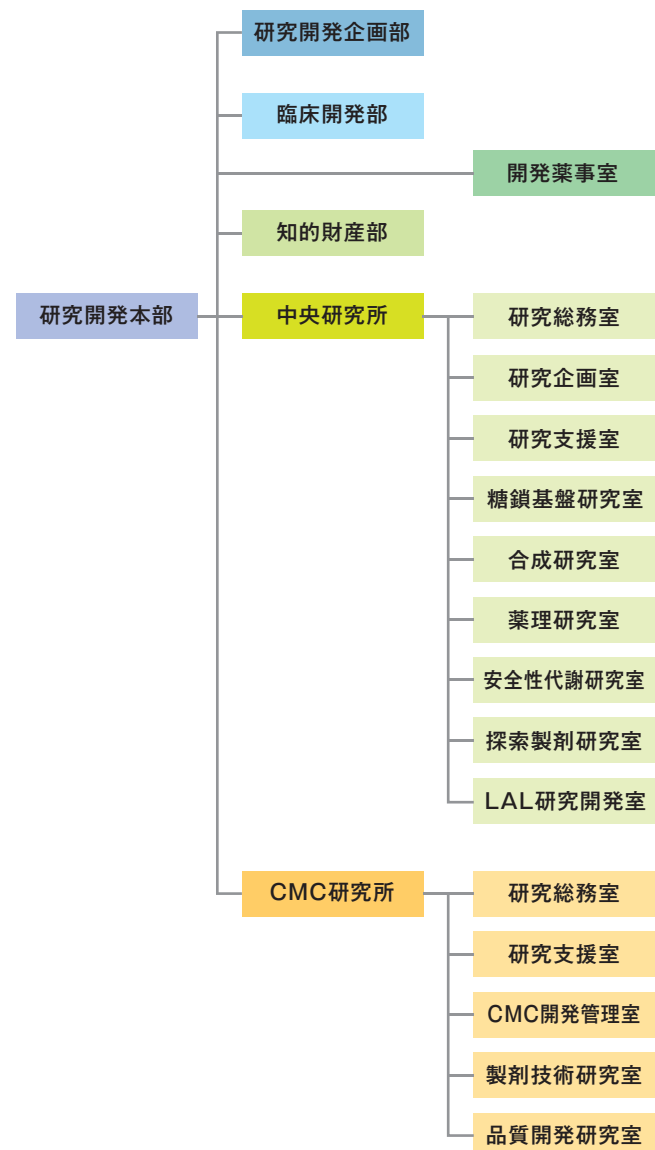 研究開発企画部
臨床開発部
開発薬事室
知的財産部
研究開発本部
中央研究所
研究総務室
研究企画室
研究支援室
糖鎖基盤研究室
合成研究室
薬理研究室
安全性代謝研究室
探索製剤研究室
LAL研究開発室
CMC研究所
研究総務室
研究支援室
CMC開発管理室
製剤技術研究室
品質開発研究室